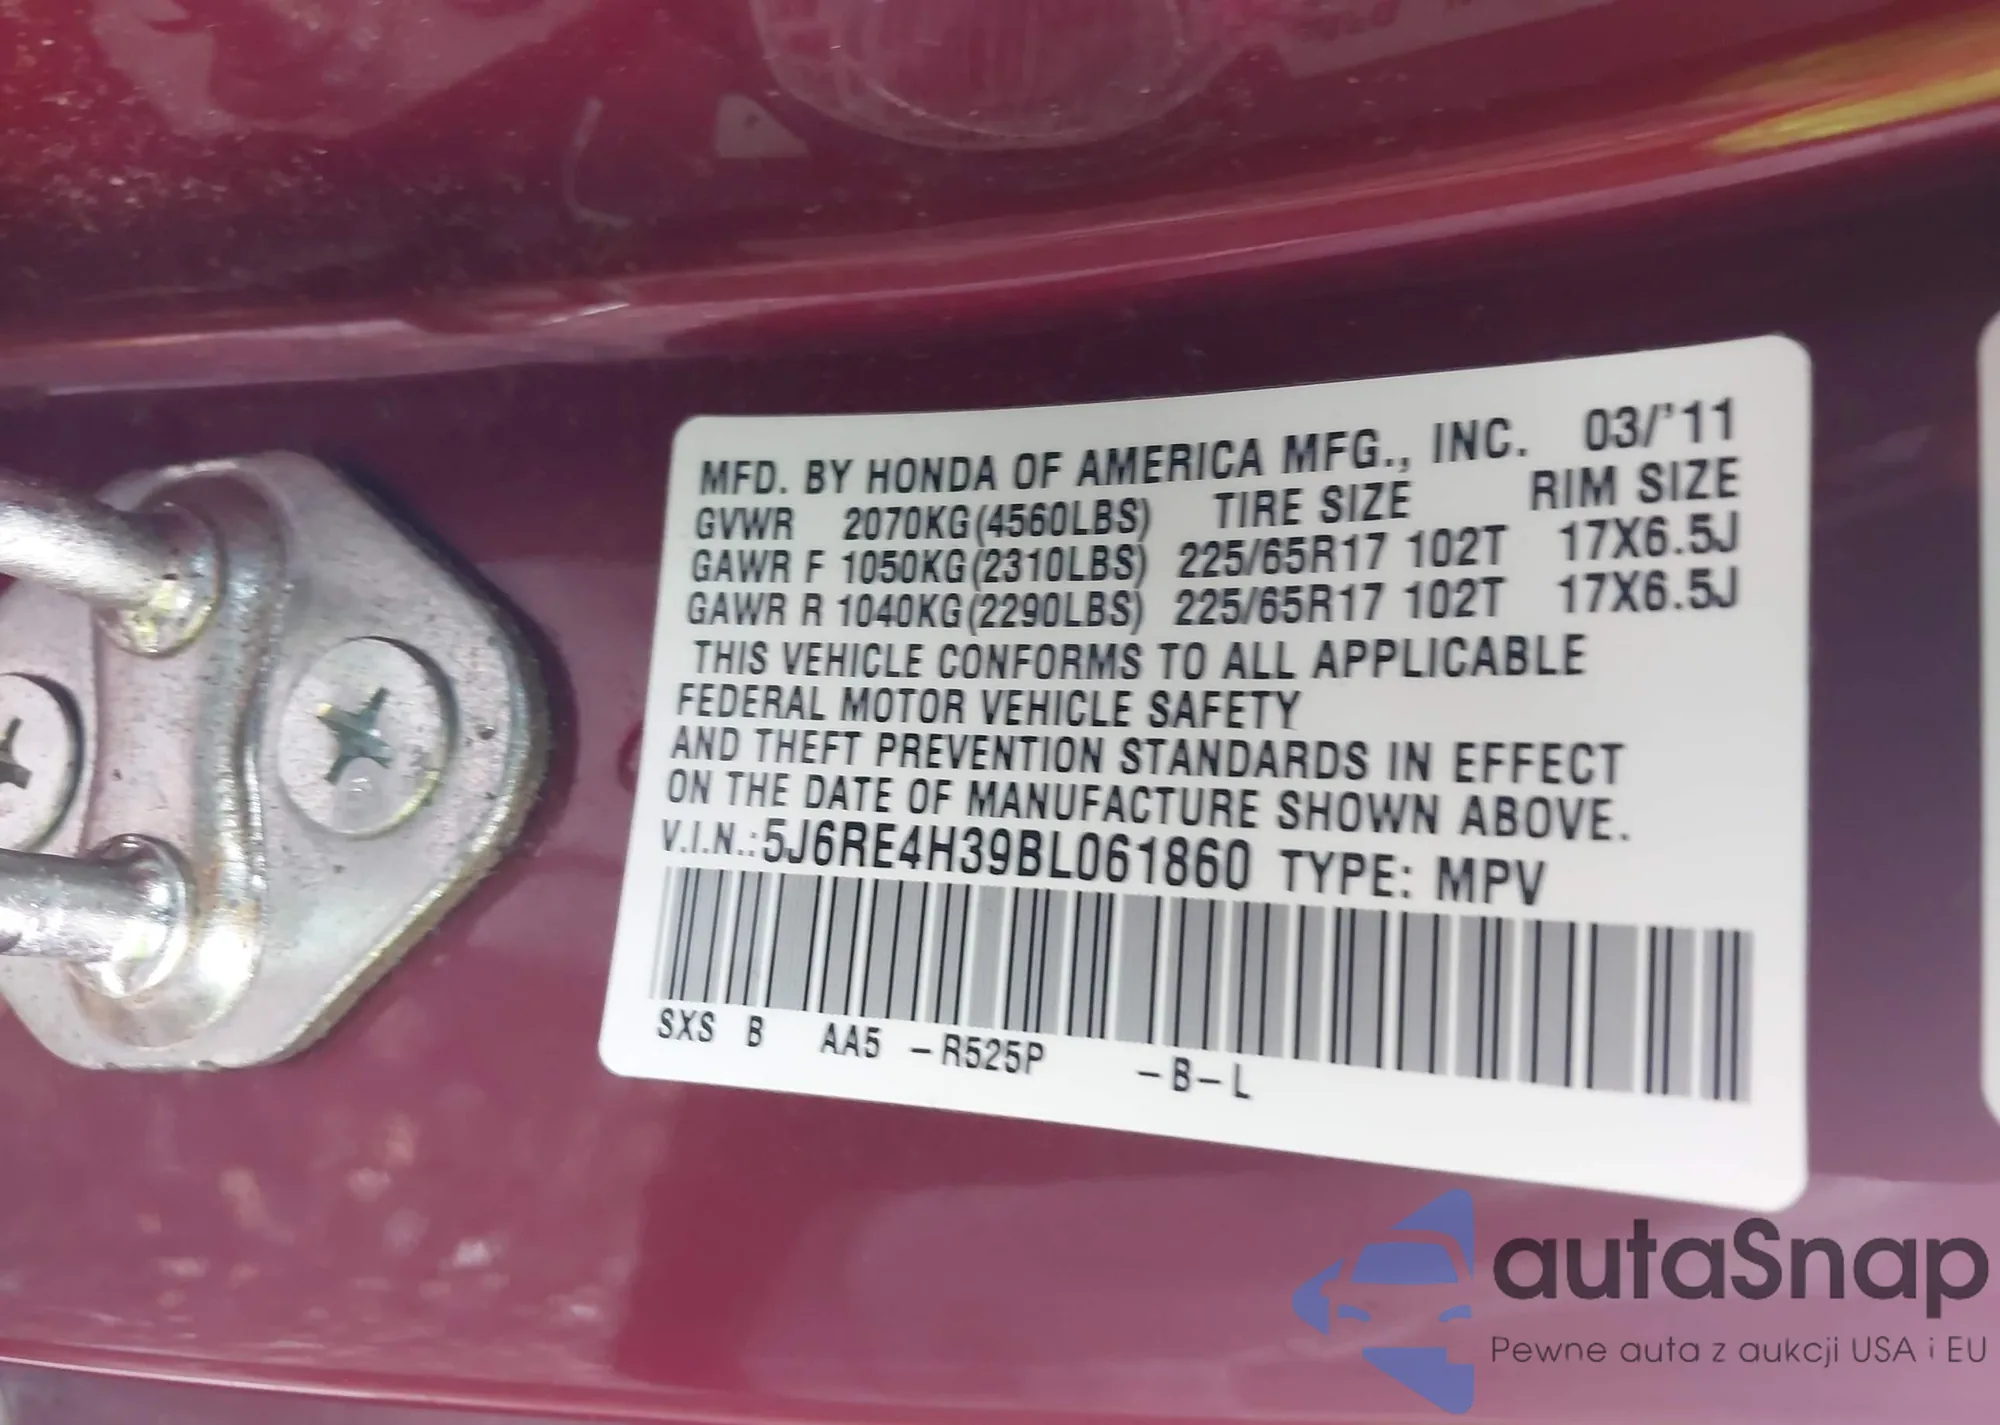 MFD. BY HONDA OF AMERICA MFG., INC. 03/'11
GVWR 2070KG(4560LBS) TIRE SIZE RIM SIZE
GAWR F 1050KG(2310LBS) 225/65R17 102T 17X6.5J
GAWR R 1040KG(2290LBS) 225/65R17 102T 17X6.5J
THIS VEHICLE CONFORMS TO ALL APPLICABLE
FEDERAL MOTOR VEHICLE SAFETY
AND THEFT PREVENTION STANDARDS IN EFFECT
ON THE DATE OF MANUFACTURE SHOWN ABOVE.
V.I.N.:5J6RE4H39BL061860 TYPE: MPV
SXS B AA5 -R525P -B-L
autaSnap
Pewne auta z aukcji USA i EU